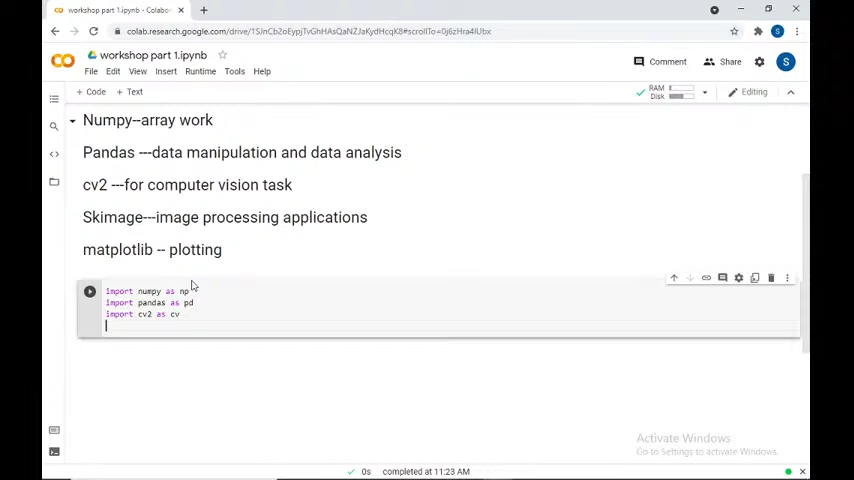 workshop part 1.ipynb - Colabo
colab.research.google.com/drive/1SJnCb2oEypjTvGhHAsQaNZJaKydHcqK8#scrollTo=0j6zHra4IUbx
workshop part 1.ipynb
Comment
Share
S
File Edit View Insert Runtime Tools Help
+ Code + Text
RAM
Disk
Editing
Numpy--array work
Pandas ---data manipulation and data analysis
cv2 ---for computer vision task
Skimage---image processing applications
matplotlib -- plotting
import numpy as np
import pandas as pd
import cv2 as cv
Activate Windows
Go to Settings to activate Windows.
0s completed at 11:23 AM